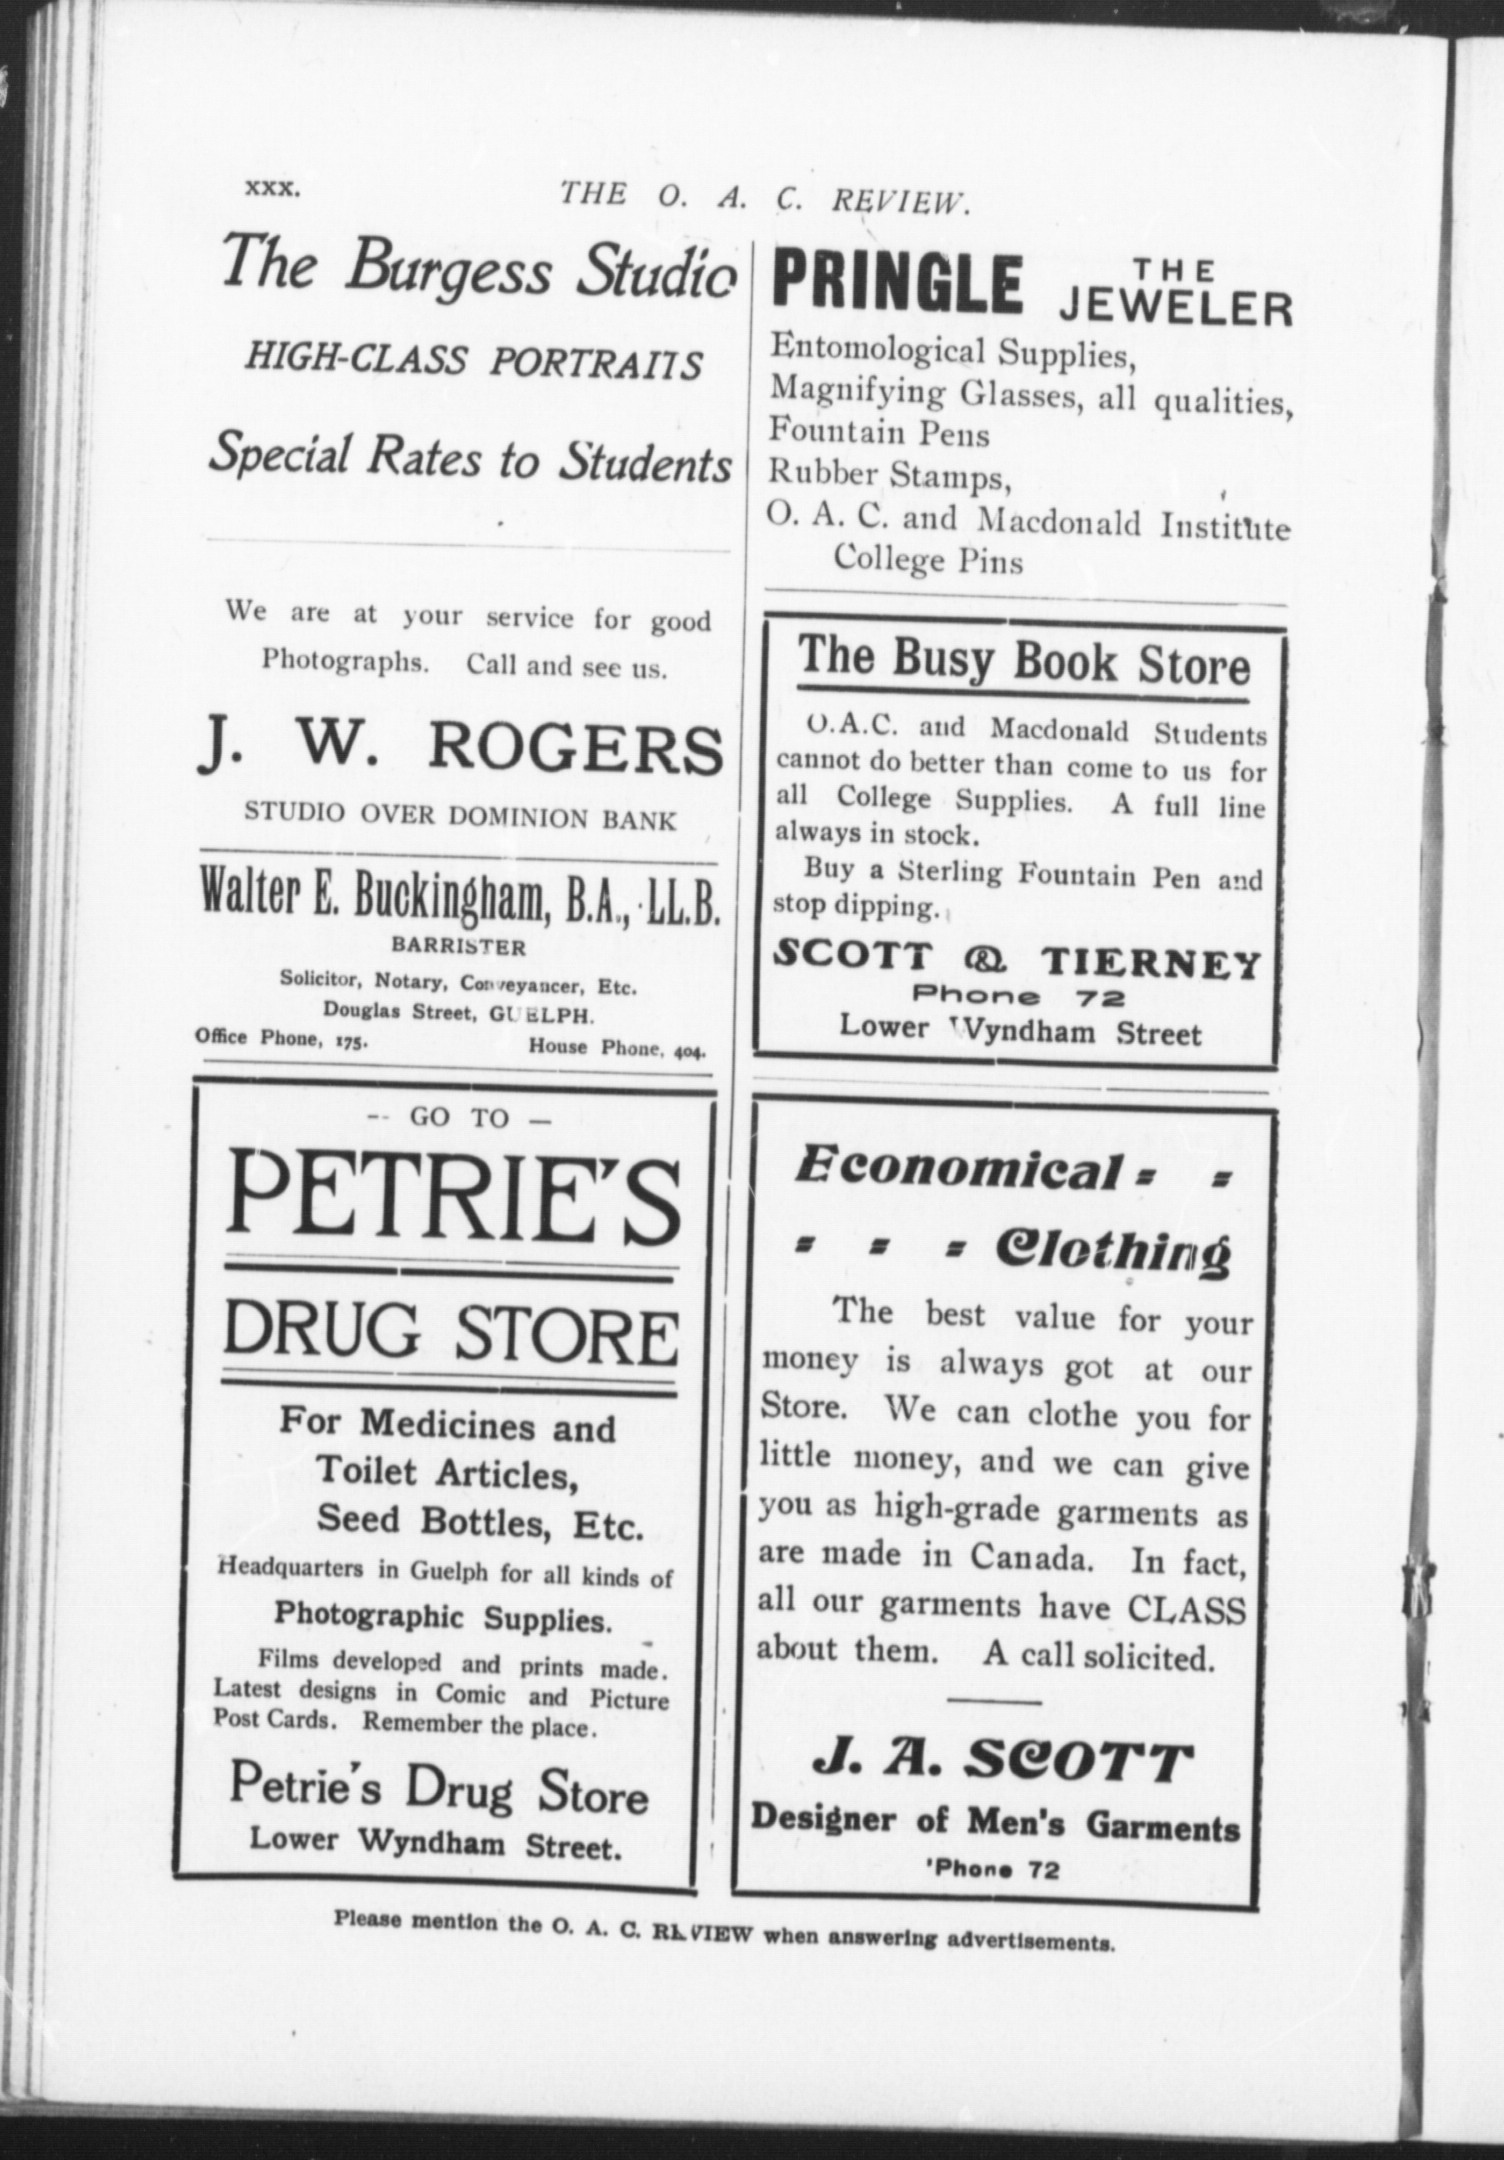 xxx.
THE O. A. C. REVIEW.
The Burgess Studio
HIGH-CLASS PORTRAITS
Special Rates to Students
We are at your service for good
Photographs. Call and see us.
J. W. ROGERS
STUDIO OVER DOMINION BANK
Walter E. Buckingham, B.A., LL.B.
BARRISTER
Solicitor, Notary, Conveyancer, Etc.
Douglas Street, GUELPH.
Office Phone, 175. House Phone, 404.
-- GO TO —
PETRIE'S
DRUG STORE
For Medicines and
Toilet Articles,
Seed Bottles, Etc.
Headquarters in Guelph for all kinds of
Photographic Supplies.
Films developed and prints made.
Latest designs in Comic and Picture
Post Cards. Remember the place.
Petrie's Drug Store
Lower Wyndham Street.
PRINGLE THE JEWELER
Entomological Supplies,
Magnifying Glasses, all qualities,
Fountain Pens
Rubber Stamps,
O. A. C. and Macdonald Institute
College Pins
The Busy Book Store
O.A.C. and Macdonald Students
cannot do better than come to us for
all College Supplies. A full line
always in stock.
Buy a Sterling Fountain Pen and
stop dipping.
SCOTT & TIERNEY
Phone 72
Lower Wyndham Street
Economical = =
= = = Clothing
The best value for your
money is always got at our
Store. We can clothe you for
little money, and we can give
you as high-grade garments as
are made in Canada. In fact,
all our garments have CLASS
about them. A call solicited.
J. A. SCOTT
Designer of Men's Garments
'Phone 72
Please mention the O. A. C. REVIEW when answering advertisements.